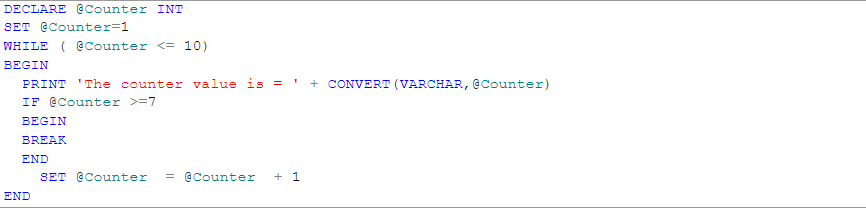 DECLARE @Counter INT
SET @Counter=1
WHILE ( @Counter <= 10)
BEGIN
  PRINT 'The counter value is = ' + CONVERT(VARCHAR,@Counter)
  IF @Counter >=7
  BEGIN
  BREAK
  END
    SET @Counter  = @Counter  + 1
END